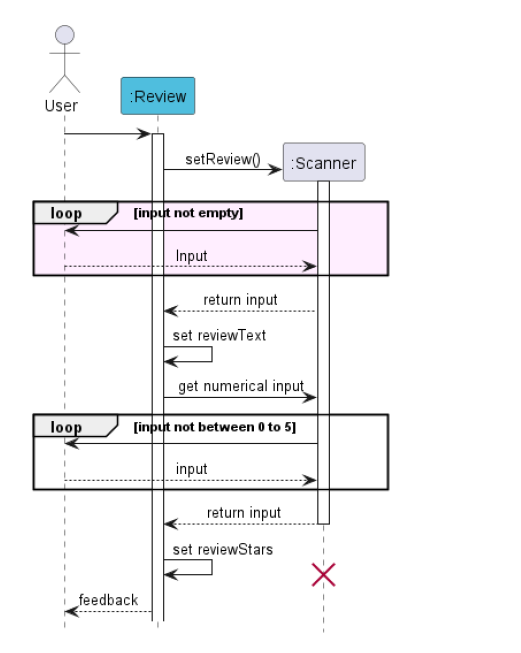 User
:Review
setReview()
:Scanner
loop [input not empty]
Input
return input
set reviewText
get numerical input
loop [input not between 0 to 5]
input
return input
set reviewStars
feedback